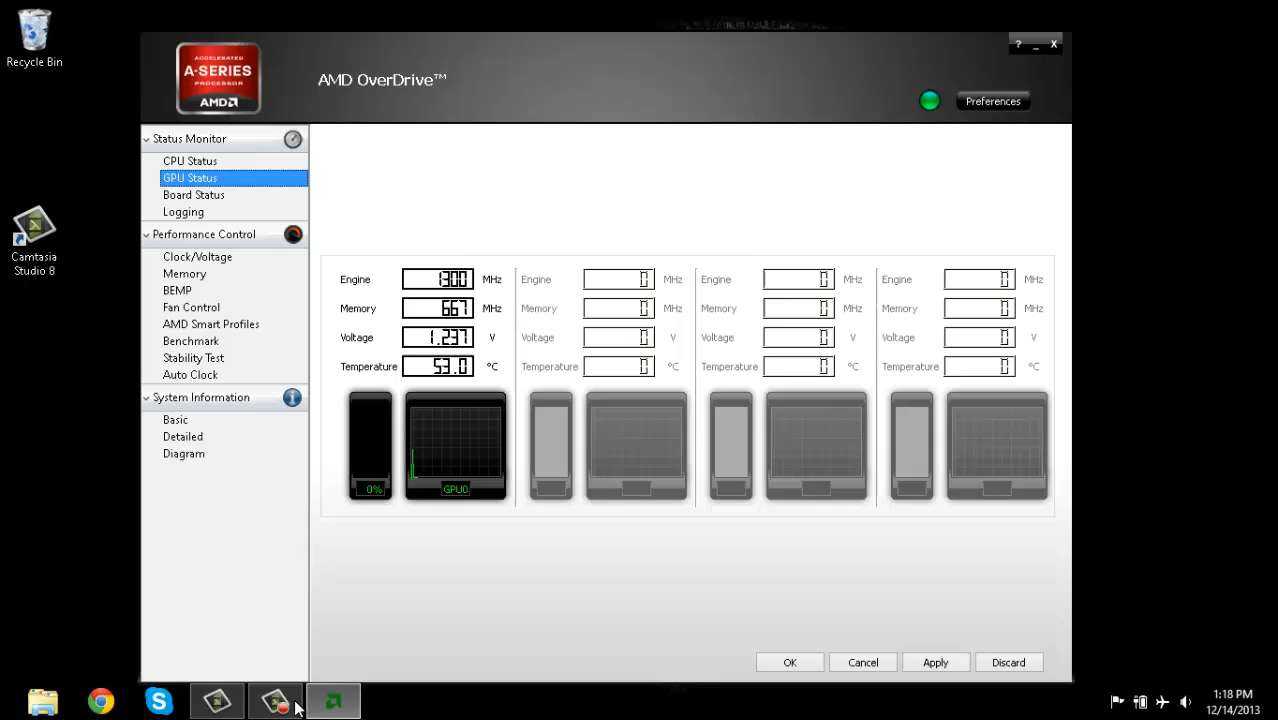 Recycle Bin
Camtasia
Studio 8
ACCELERATED
A-SERIES
PROCESSOR
AMD
AMD OverDrive™
? _ X
Preferences
Status Monitor
CPU Status
GPU Status
Board Status
Logging
Performance Control
Clock/Voltage
Memory
BEMP
Fan Control
AMD Smart Profiles
Benchmark
Stability Test
Auto Clock
System Information
Basic
Detailed
Diagram
Engine 1300 MHz Engine 0 MHz Engine 0 MHz Engine 0 MHz
Memory 667 MHz Memory 0 MHz Memory 0 MHz Memory 0 MHz
Voltage 1.237 V Voltage 0 V Voltage 0 V Voltage 0 V
Temperature 53.0 °C Temperature 0 °C Temperature 0 °C Temperature 0 °C
0% GPU0
OK Cancel Apply Discard
1:18 PM
12/14/2013